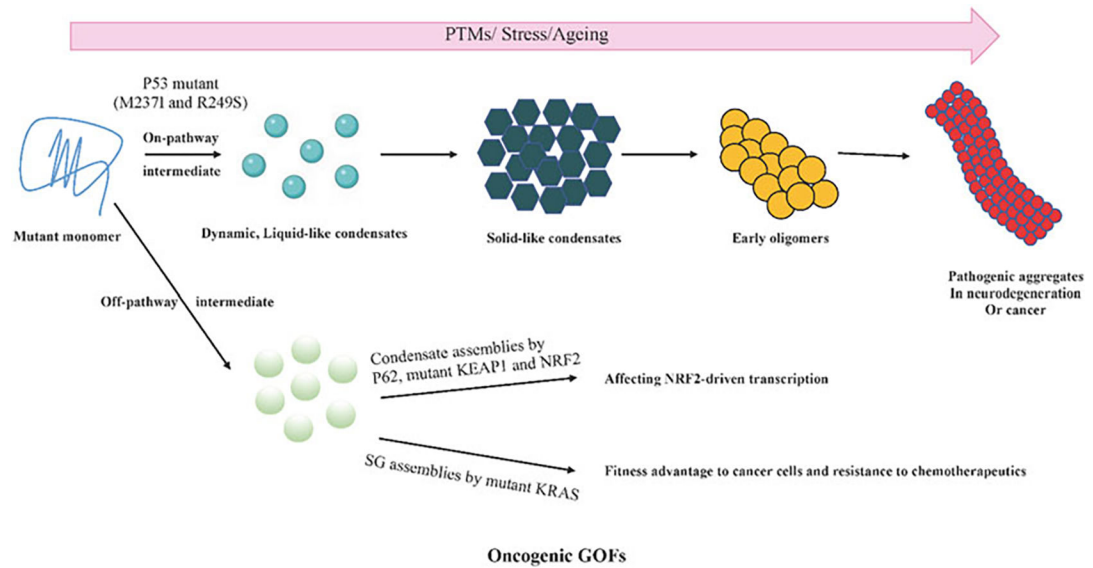 PTMs/ Stress/Ageing
P53 mutant
(M237I and R249S)
On-pathway
intermediate
Mutant monomer
Dynamic, Liquid-like condensates
Solid-like condensates
Early oligomers
Pathogenic aggregates
In neurodegeneration
Or cancer
Off-pathway intermediate
Condensate assemblies by
P62, mutant KEAP1 and NRF2
Affecting NRF2-driven transcription
SG assemblies by mutant KRAS
Fitness advantage to cancer cells and resistance to chemotherapeutics
Oncogenic GOFs